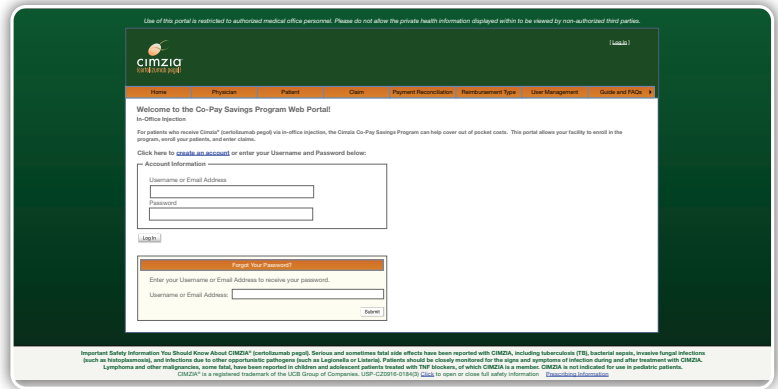 Use of this portal is restricted to authorized medical office personnel. Please do not allow the private health information displayed within to be viewed by non-authorized third parties.
[ Log In ]
cimzia®
(certolizumab pegol)
Home Physician Patient Claim Payment Reconciliation Reimbursement Type User Management Guide and FAQs
Welcome to the Co-Pay Savings Program Web Portal!
In-Office Injection
For patients who receive Cimzia® (certolizumab pegol) via in-office injection, the Cimzia Co-Pay Savings Program can help cover out of pocket costs. This portal allows your facility to enroll in the
program, enroll your patients, and enter claims.
Click here to create an account or enter your Username and Password below:
Account Information
Username or Email Address
Password
Log In
Forgot Your Password?
Enter your Username or Email Address to receive your password.
Username or Email Address:
Submit
Important Safety Information You Should Know About CIMZIA® (certolizumab pegol). Serious and sometimes fatal side effects have been reported with CIMZIA, including tuberculosis (TB), bacterial sepsis, invasive fungal infections
(such as histoplasmosis), and infections due to other opportunistic pathogens (such as Legionella or Listeria). Patients should be closely monitored for the signs and symptoms of infection during and after treatment with CIMZIA.
Lymphoma and other malignancies, some fatal, have been reported in children and adolescent patients treated with TNF blockers, of which CIMZIA is a member. CIMZIA is not indicated for use in pediatric patients.
CIMZIA® is a registered trademark of the UCB Group of Companies. USP-CZ0918-0164(3) Click to open or close full safety information Prescribing Information